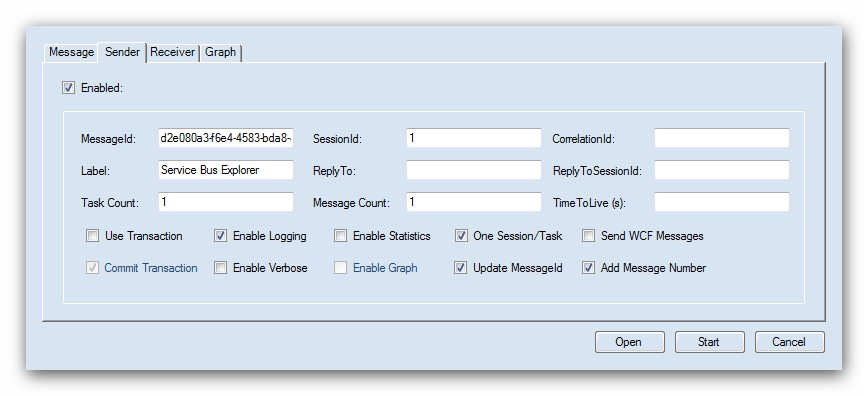 Message Sender Receiver Graph
Enabled:
MessageId: d2e080a3-f6e4-4583-bda8- SessionId: 1 CorrelationId:
Label: Service Bus Explorer ReplyTo: ReplyToSessionId:
Task Count: 1 Message Count: 1 TimeToLive (s):
Use Transaction Enable Logging Enable Statistics One Session/Task Send WCF Messages
Commit Transaction Enable Verbose Enable Graph Update MessageId Add Message Number
Open Start Cancel